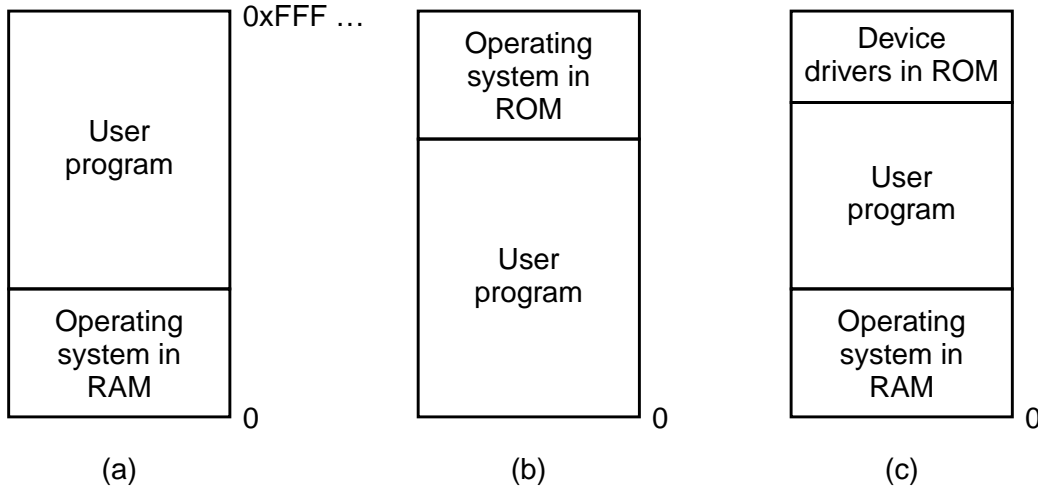 0xFFF …
User
program
Operating
system in
RAM
0
(a)
Operating
system in
ROM
User
program
0
(b)
Device
drivers in ROM
User
program
Operating
system in
RAM
0
(c)